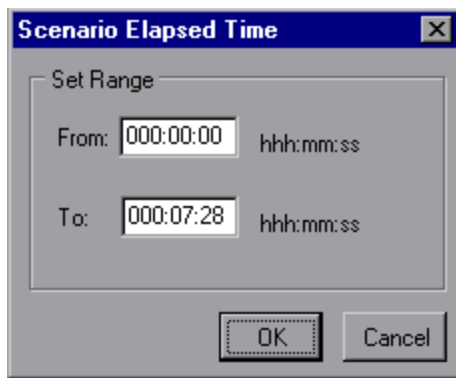 Scenario Elapsed Time
Set Range
From: 000:00:00 hhh:mm:ss
To: 000:07:28 hhh:mm:ss
OK Cancel